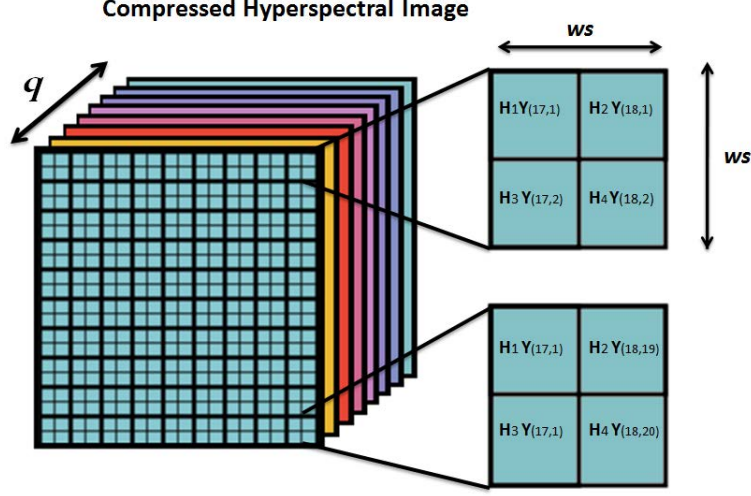 Compressed Hyperspectral Image
q
ws
ws
H1Y(17,1) H2 Y(18,1)
H3 Y(17,2) H4 Y(18,2)
H1 Y(17,1) H2 Y(18,19)
H3 Y(17,1) H4 Y(18,20)